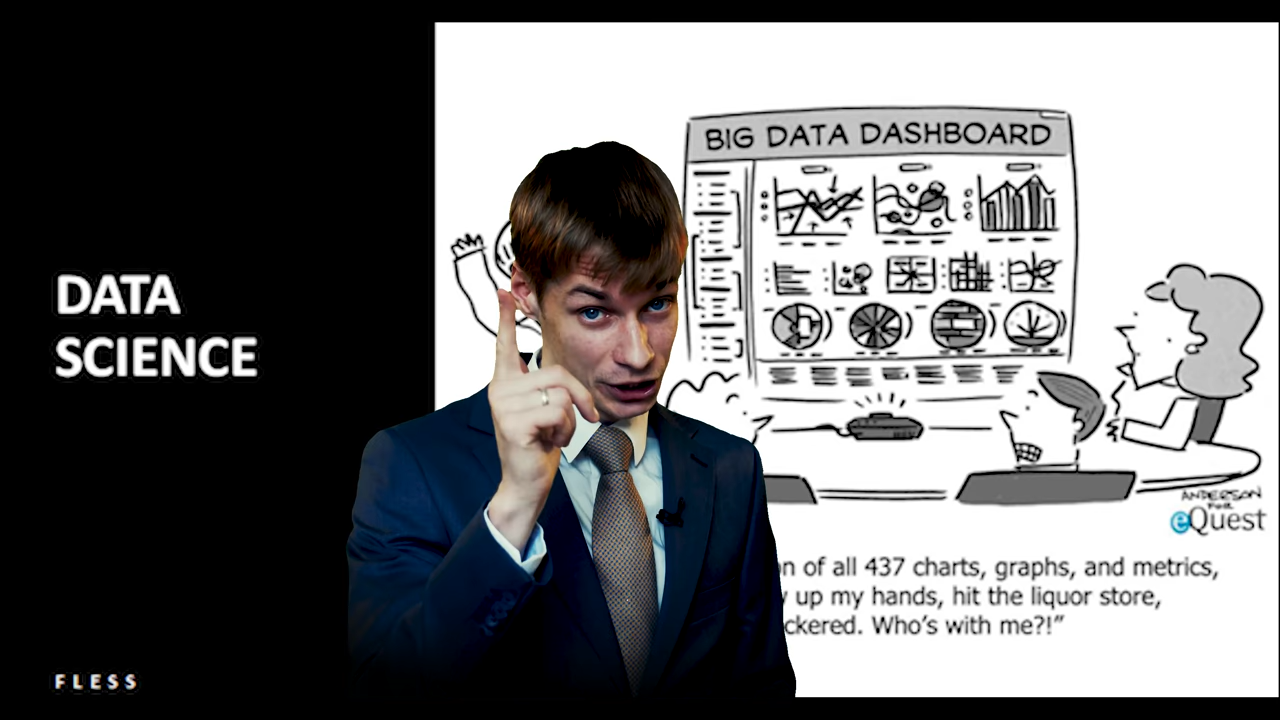 DATA
SCIENCE
FLESS
BIG DATA DASHBOARD
ANDERSON
FOR
eQuest
of all 437 charts, graphs, and metrics,
up my hands, hit the liquor store,
Who's with me?!”